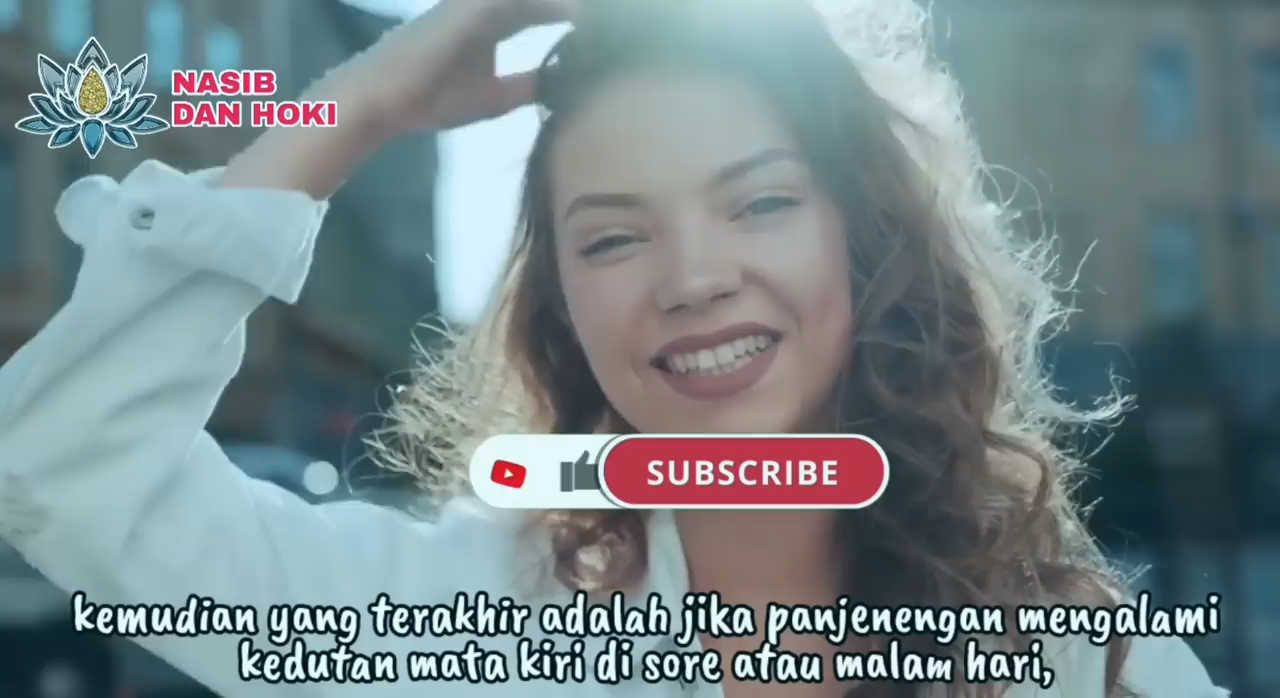 NASIB
DAN HOKI
SUBSCRIBE
kemudian yang terakhir adalah jika panjenengan mengalami
kedutan mata kiri di sore atau malam hari,